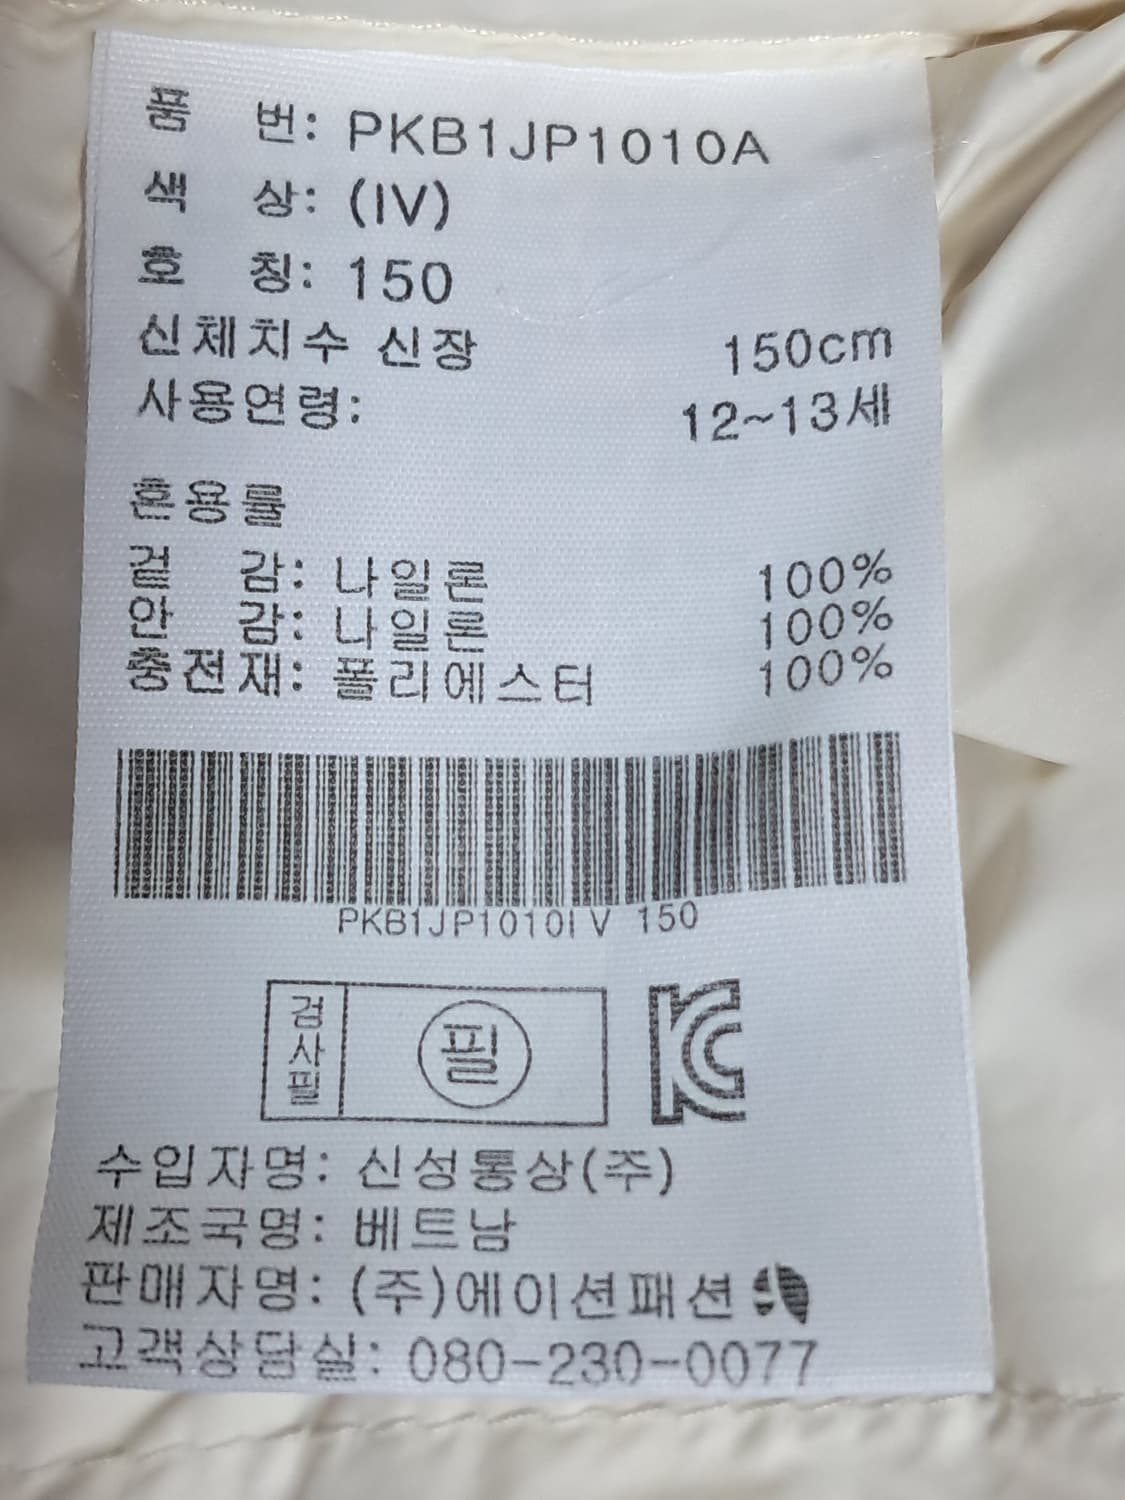 품 번: PKB1JP1010A
색 상: (IV)
호 칭: 150
신체치수 신장 150cm
사용연령: 12~13세
혼용률
겉 감: 나일론 100%
안 감: 나일론 100%
충전재: 폴리에스터 100%
PKB1JP1010IV 150
검사필 필 KC
수입자명: 신성통상(주)
제조국명: 베트남
판매자명: (주)에이션패션
고객상담실: 080-230-0077